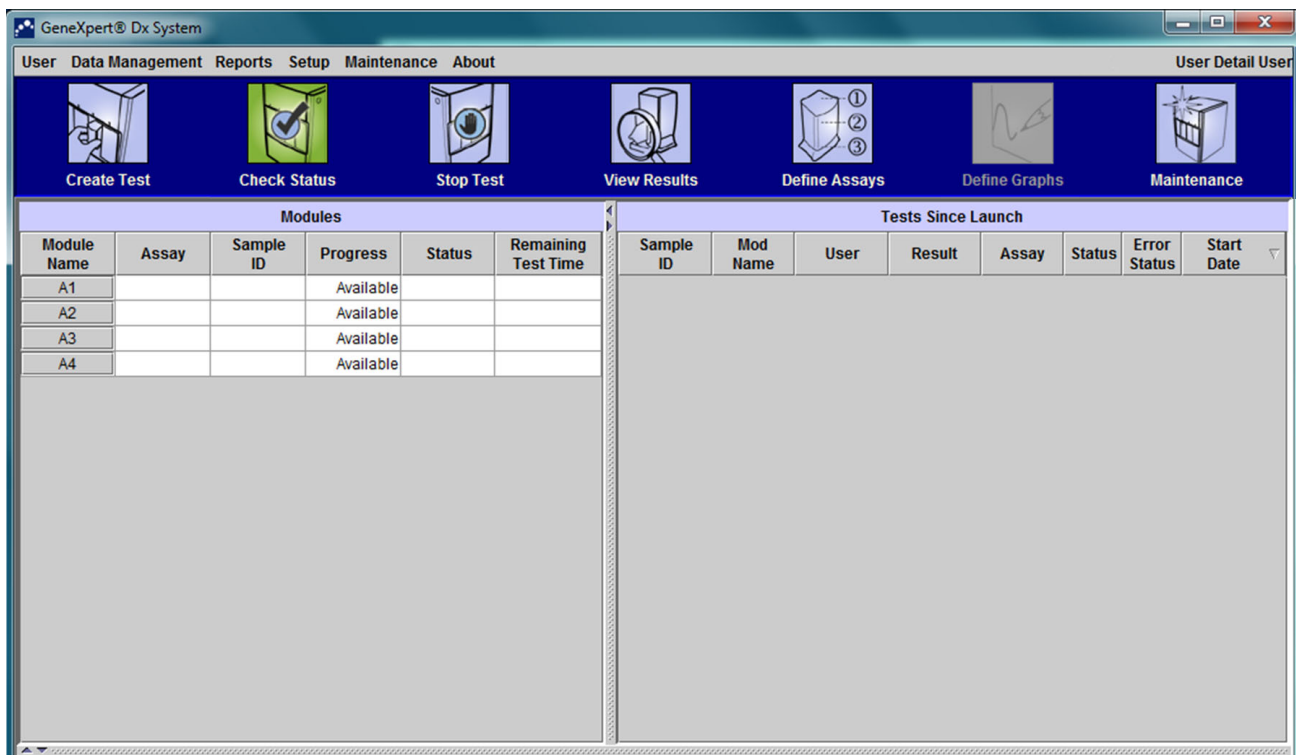 GeneXpert® Dx System
User Data Management Reports Setup Maintenance About User Detail User
① ② ③
Create Test Check Status Stop Test View Results Define Assays Define Graphs Maintenance
Modules Tests Since Launch
Module Name Assay Sample ID Progress Status Remaining Test Time Sample ID Mod Name User Result Assay Status Error Status Start Date
A1 Available
A2 Available
A3 Available
A4 Available